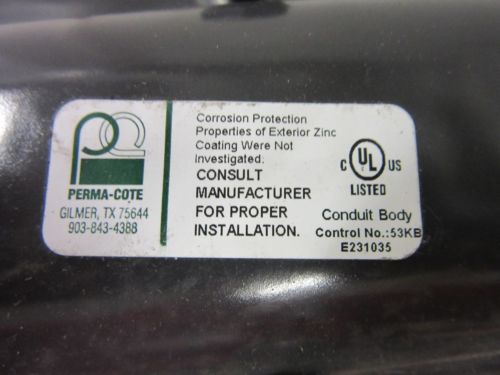 PC
PERMA-COTE
GILMER, TX 75644
903-843-4388
Corrosion Protection
Properties of Exterior Zinc
Coating Were Not
Investigated.
CONSULT
MANUFACTURER
FOR PROPER
INSTALLATION.
C UL US
LISTED
Conduit Body
Control No.:53KB
E231035